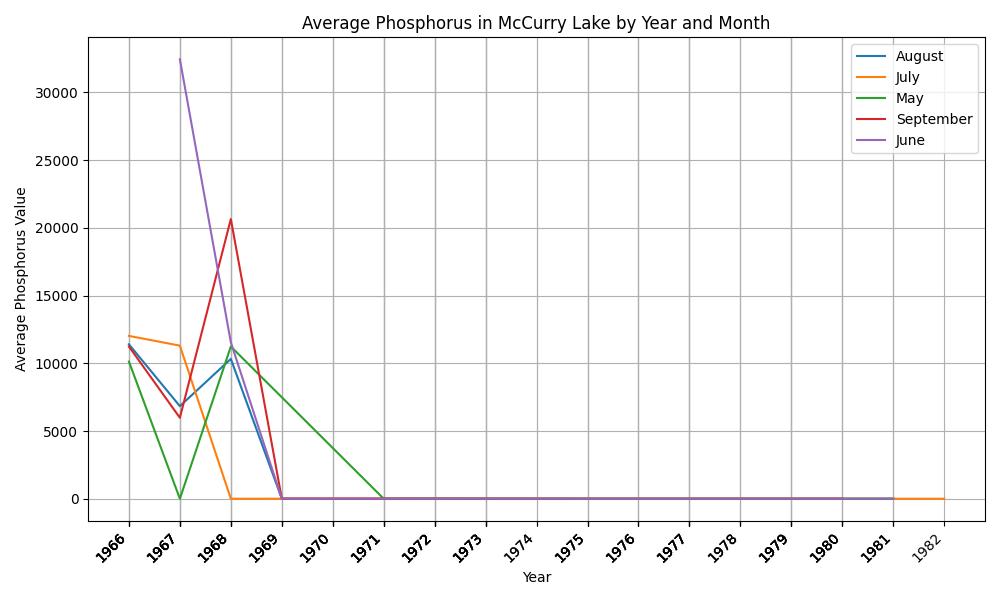 Average Phosphorus in McCurry Lake by Year and Month
August
July
May
September
June
Average Phosphorus Value
30000
25000
20000
15000
10000
5000
0
1966 1967 1968 1969 1970 1971 1972 1973 1974 1975 1976 1977 1978 1979 1980 1981 1982
Year